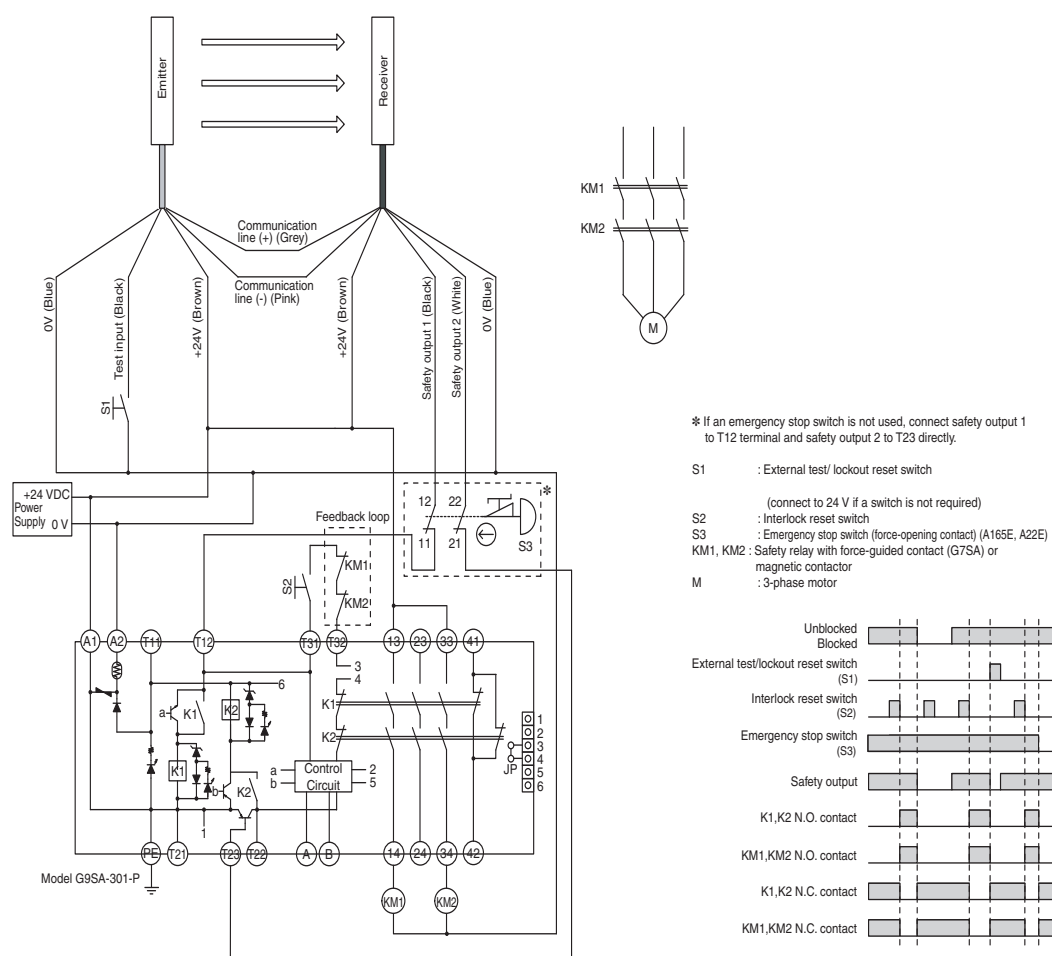 Emitter
Receiver
Communication
line (+) (Grey)
Communication
line (-) (Pink)
0V (Blue)
Test input (Black)
+24V (Brown)
+24V (Brown)
Safety output 1 (Black)
Safety output 2 (White)
0V (Blue)
S1
KM1
KM2
M
+24 VDC
Power
Supply 0 V
Feedback loop
12 22
11 21
S3
*
S2
KM1
KM2
A1 A2 T11 T12 T31 T32 13 23 33 41
3
4
6
a K1 K2
K1
K2
K1
b K2
a
b
Control
Circuit
2
5
1
JP
1
2
3
4
5
6
PE T21 T23 T22 A B 14 24 34 42
Model G9SA-301-P
KM1 KM2
* If an emergency stop switch is not used, connect safety output 1
to T12 terminal and safety output 2 to T23 directly.
S1 : External test/ lockout reset switch
(connect to 24 V if a switch is not required)
S2 : Interlock reset switch
S3 : Emergency stop switch (force-opening contact) (A165E, A22E)
KM1, KM2 : Safety relay with force-guided contact (G7SA) or
magnetic contactor
M : 3-phase motor
Unblocked
Blocked
External test/lockout reset switch
(S1)
Interlock reset switch
(S2)
Emergency stop switch
(S3)
Safety output
K1,K2 N.O. contact
KM1,KM2 N.O. contact
K1,K2 N.C. contact
KM1,KM2 N.C. contact